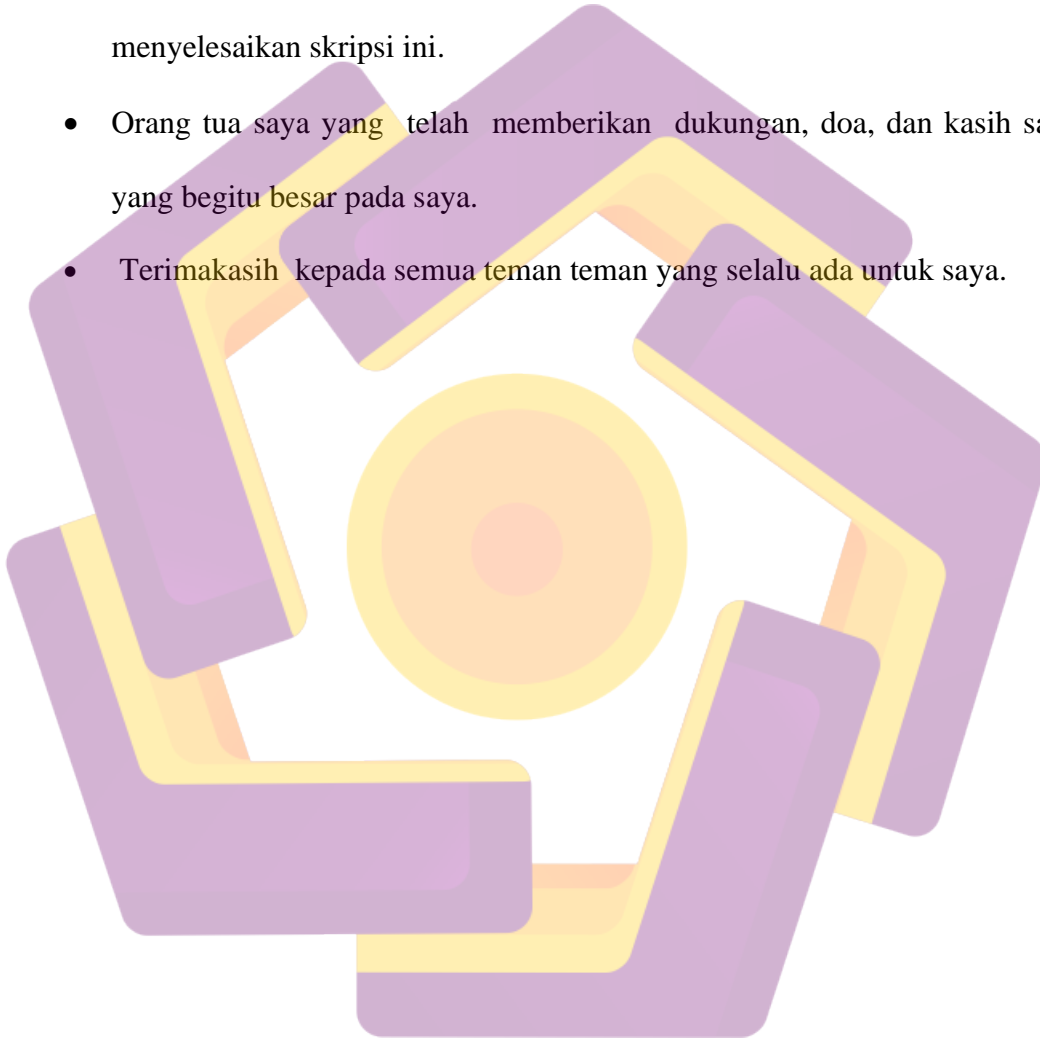 menyelesaikan skripsi ini.
• Orang tua saya yang telah memberikan dukungan, doa, dan kasih
yang begitu besar pada saya.
• Terimakasih kepada semua teman teman yang selalu ada untuk saya.